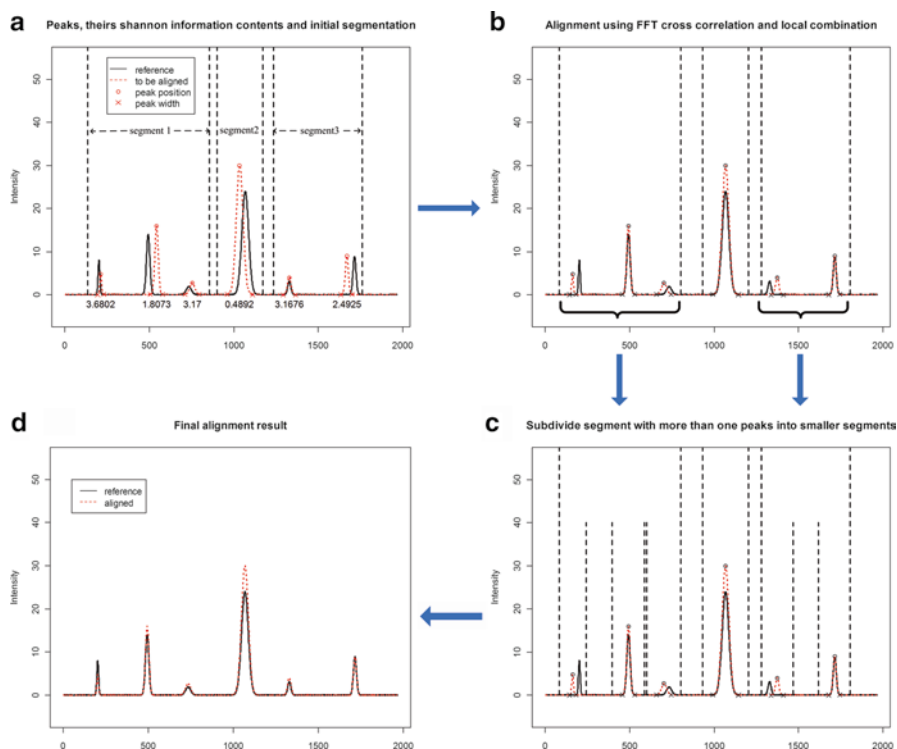 a Peaks, theirs shannon information contents and initial segmentation
reference
to be aligned
peak position
peak width
segment 1
segment2
segment3
Intensity
50
40
30
20
10
0
3.6802 1.8073 3.17 0.4892 3.1676 2.4925
0 500 1000 1500 2000
b Alignment using FFT cross correlation and local combination
Intensity
50
40
30
20
10
0
0 500 1000 1500 2000
d Final alignment result
reference
aligned
Intensity
50
40
30
20
10
0
0 500 1000 1500 2000
c Subdivide segment with more than one peaks into smaller segments
Intensity
50
40
30
20
10
0
0 500 1000 1500 2000